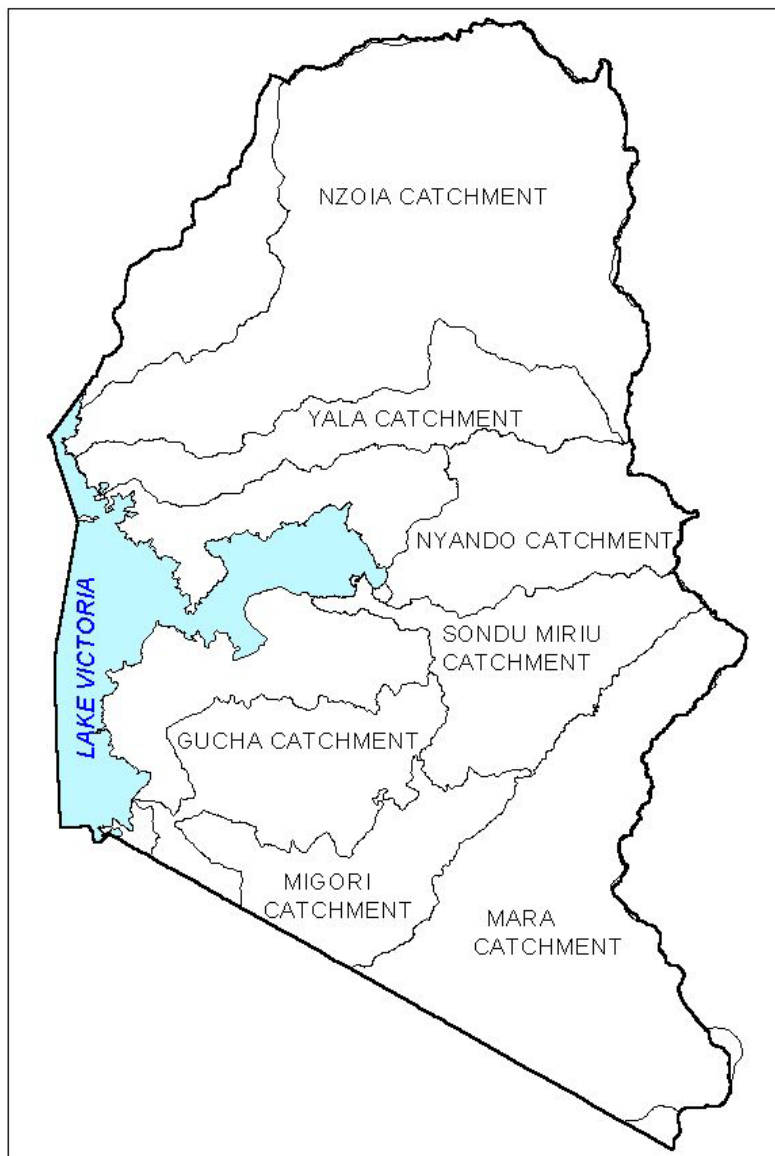 NZOIA CATCHMENT
YALA CATCHMENT
NYANDO CATCHMENT
SONDU MIRIU
CATCHMENT
LAKE VICTORIA
GUCHA CATCHMENT
MIGORI
CATCHMENT
MARA
CATCHMENT